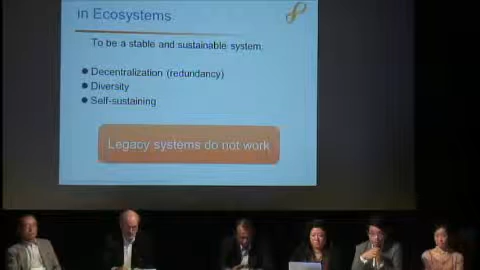 in Ecosystems
To be a stable and sustainable system,
Decentralization (redundancy)
Diversity
Self-sustaining
Legacy systems do not work